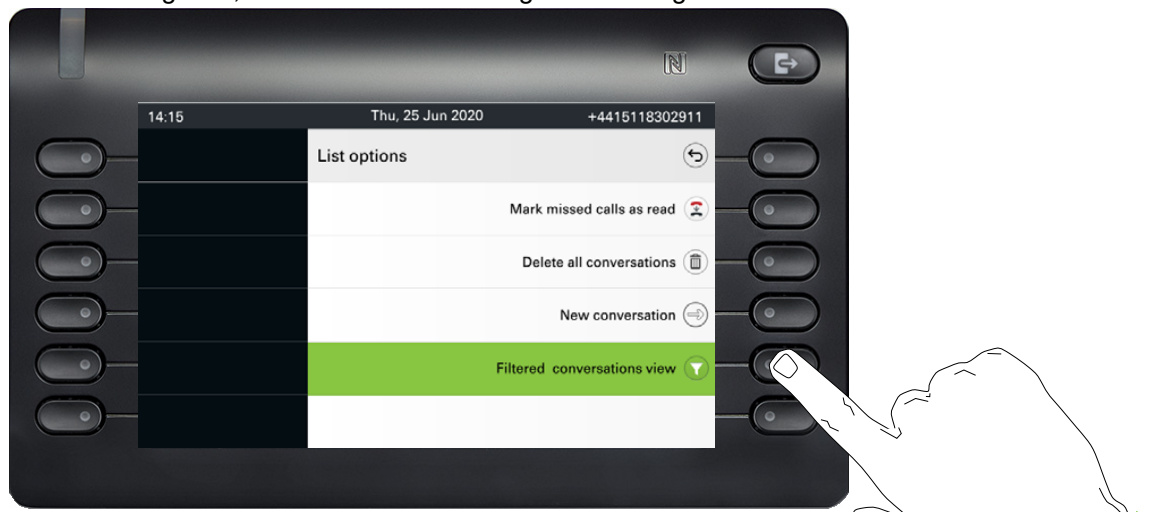 14:15 Thu, 25 Jun 2020 +4415118302911
List options
Mark missed calls as read
Delete all conversations
New conversation
Filtered conversations view